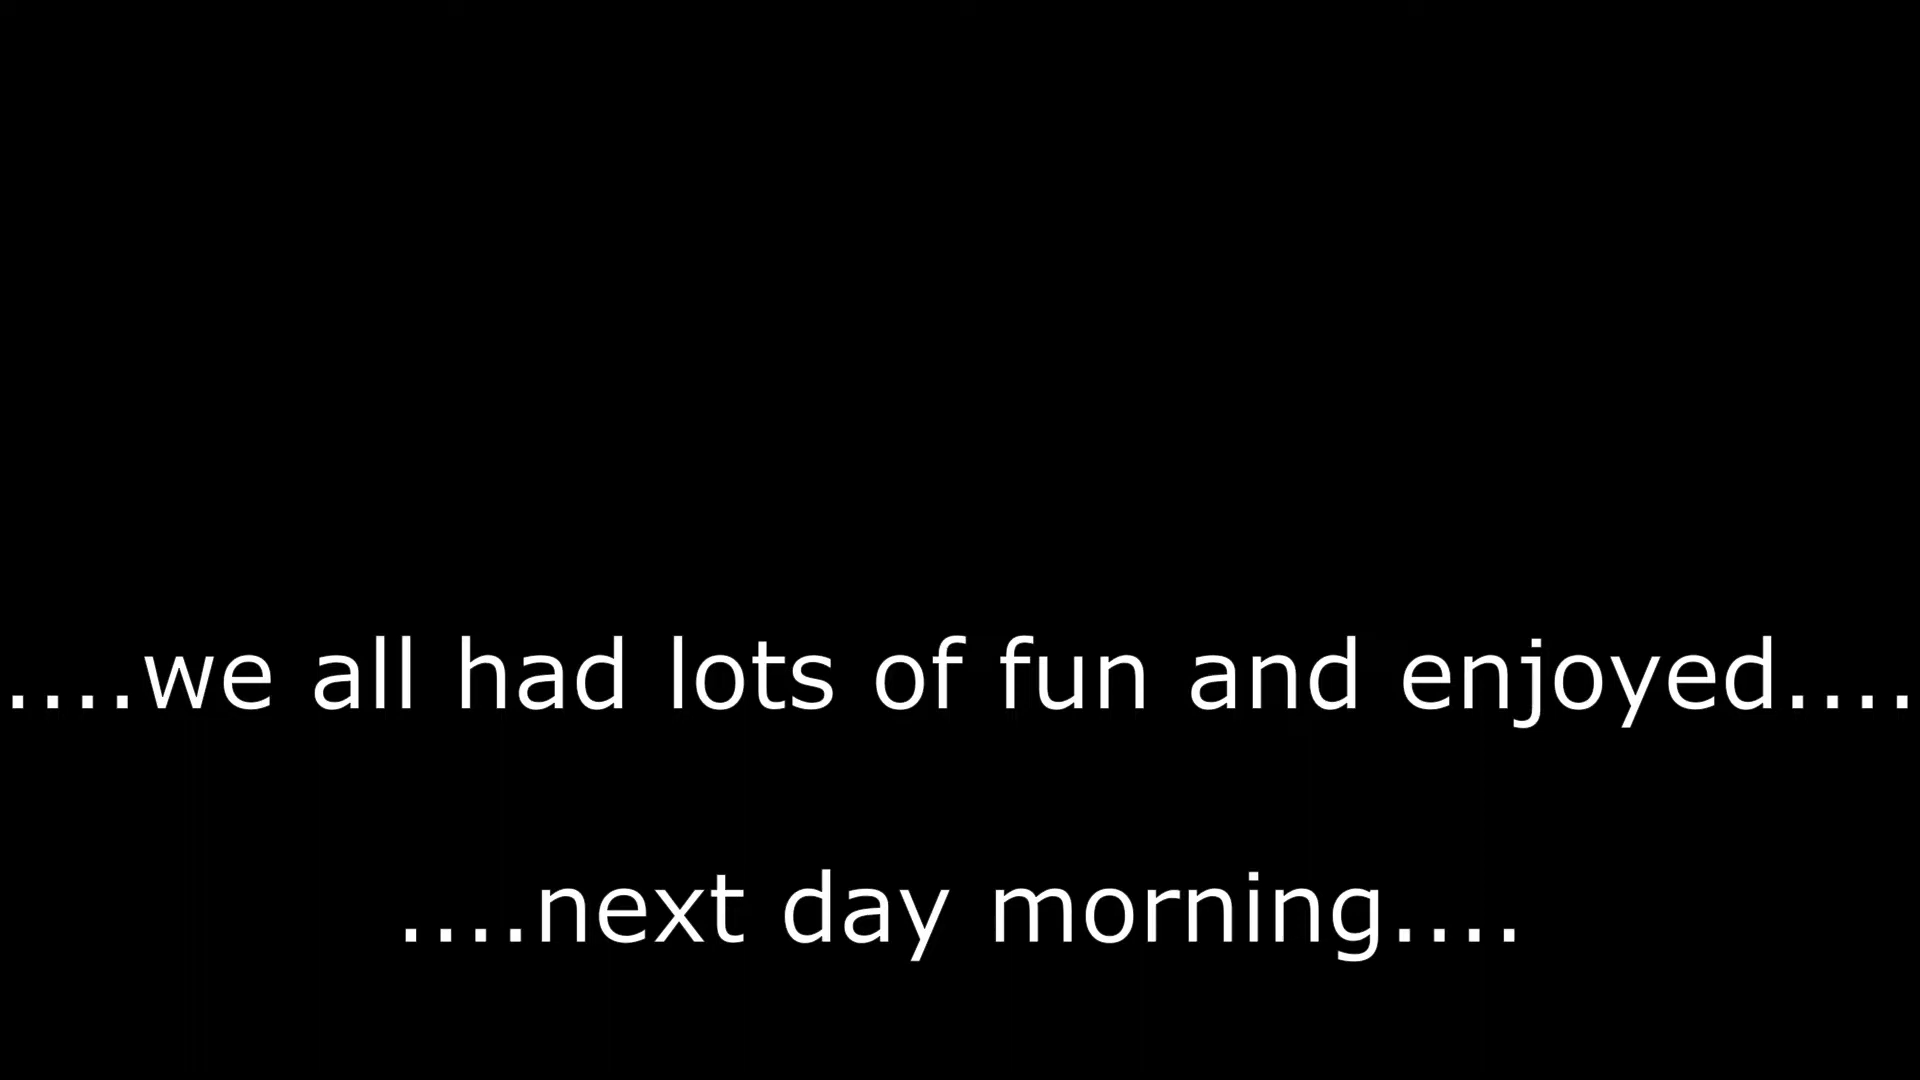 ....we all had lots of fun and enjoyed....
....next day morning....